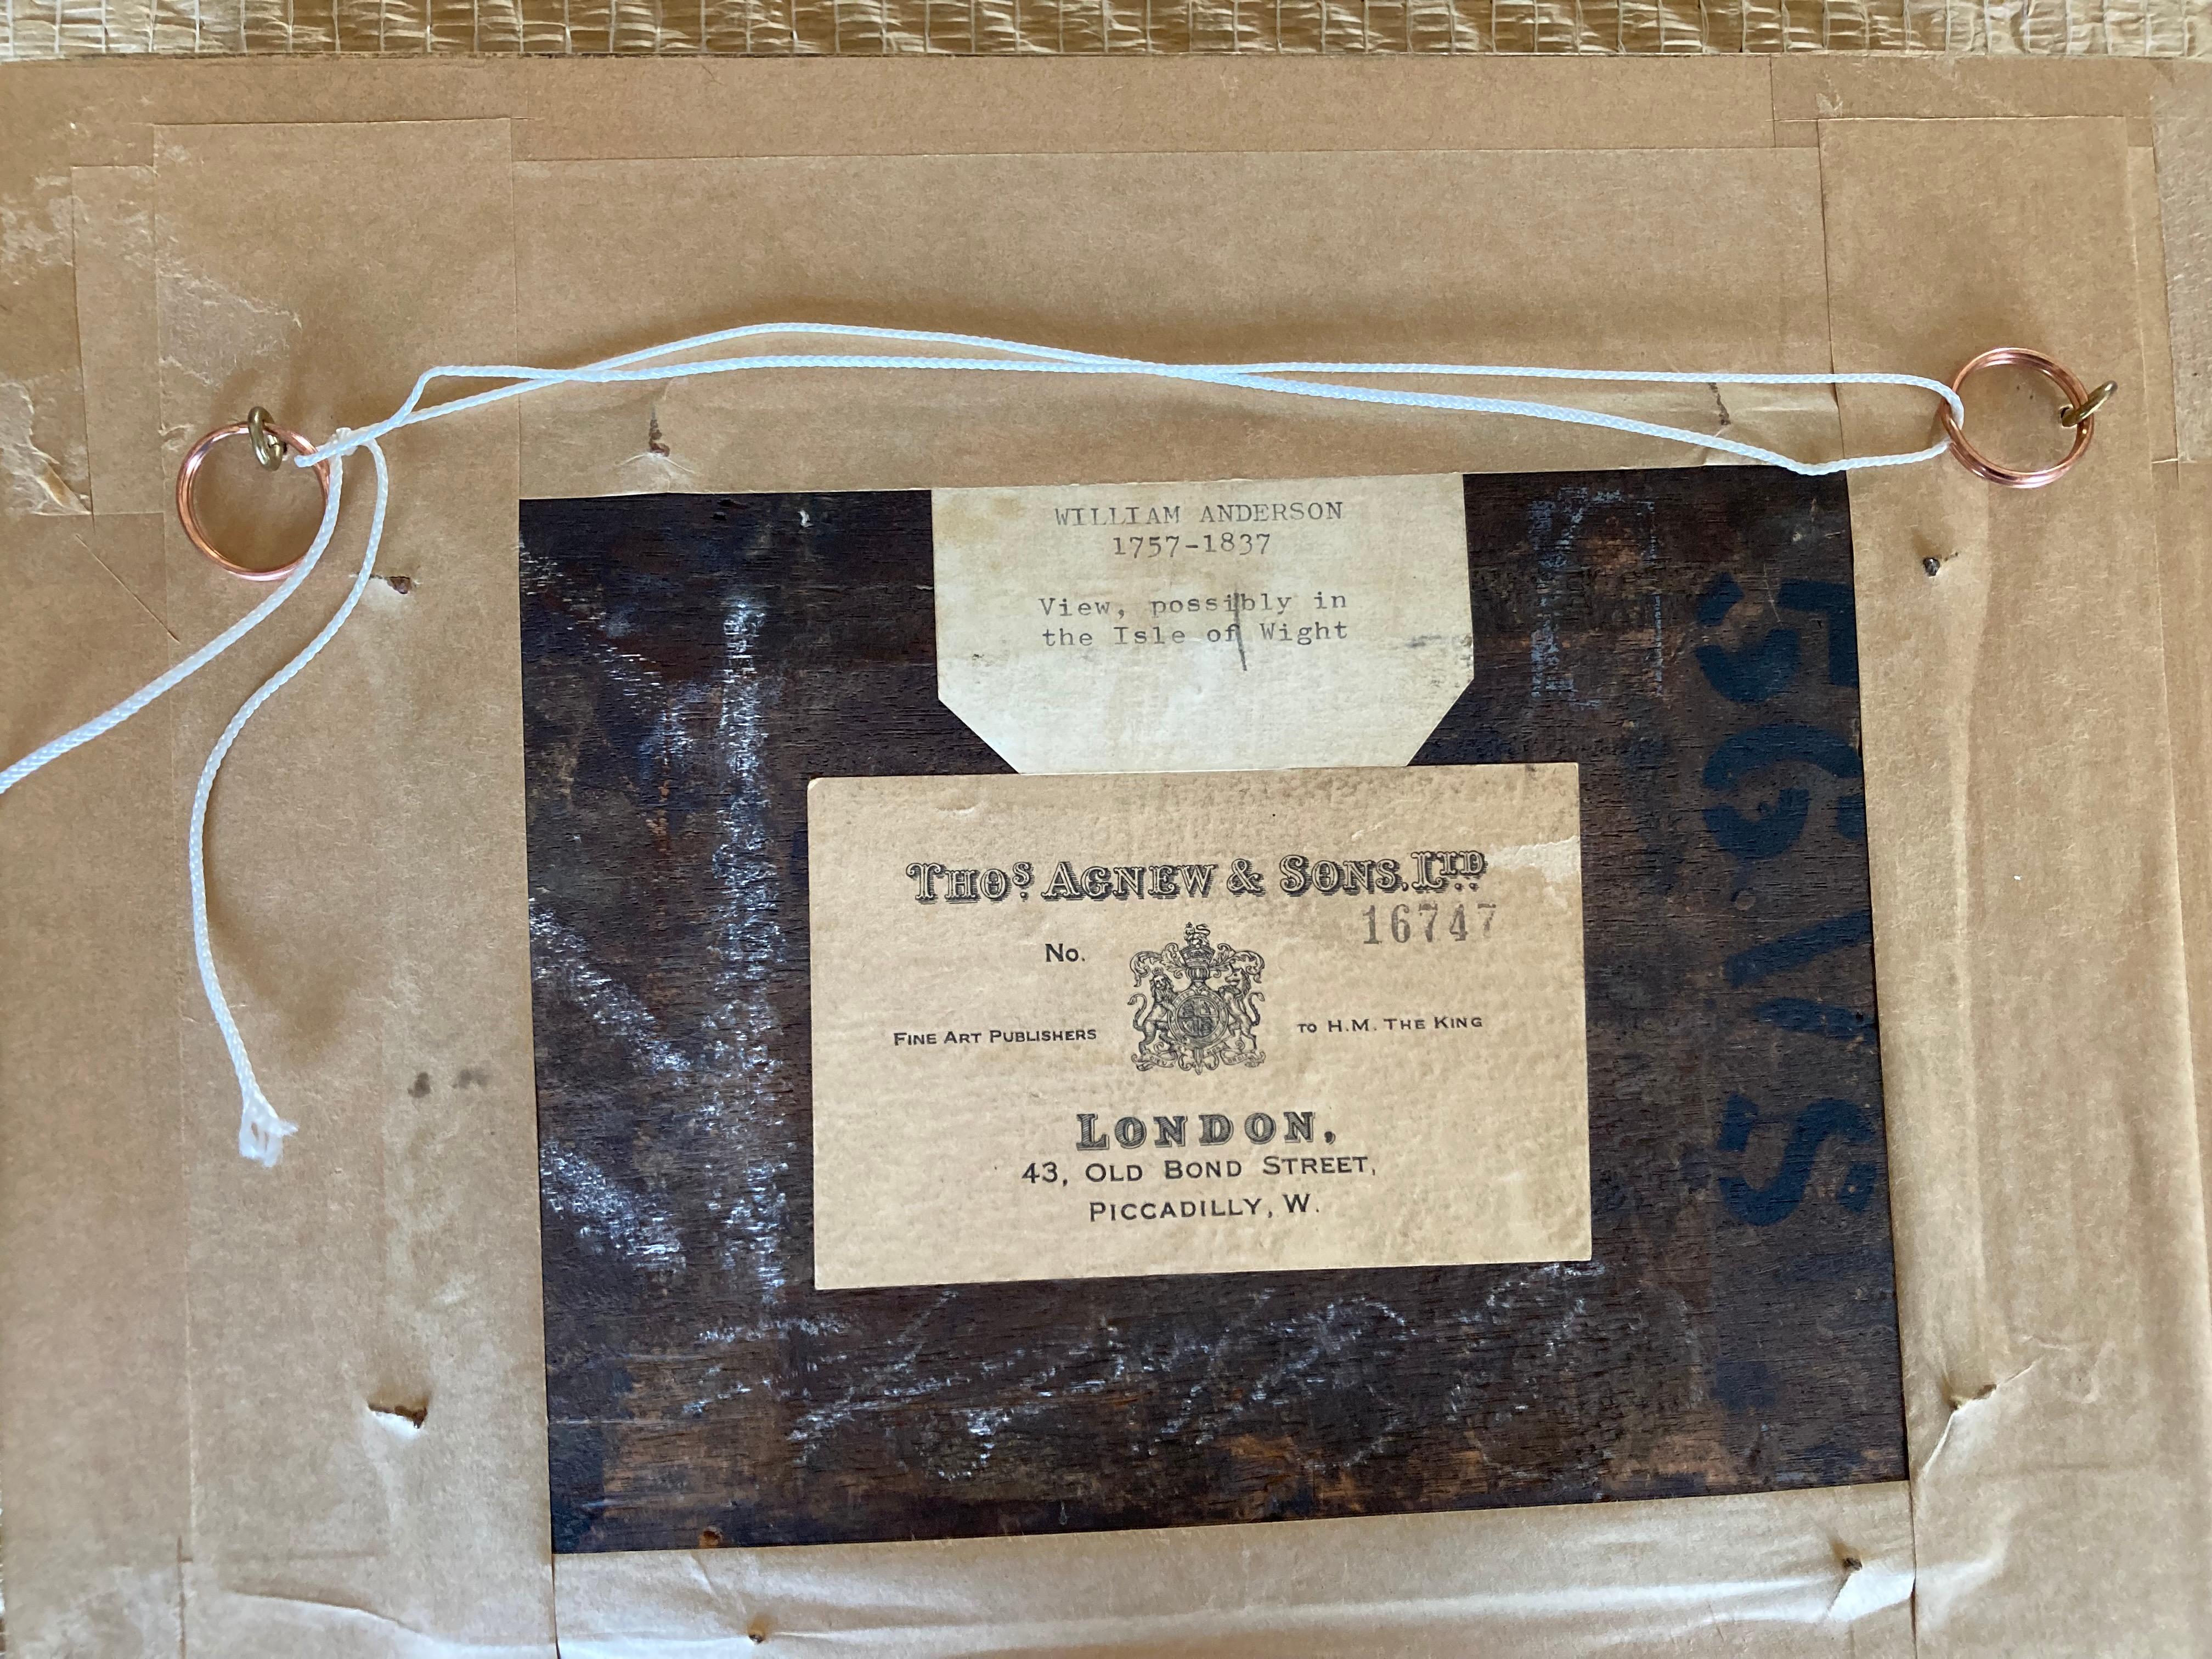 WILLIAM ANDERSON
1757-1837
View, possibly in
the Isle of Wight
THOS. AGNEW & SONS, LTD
16747
No.
FINE ART PUBLISHERS TO H.M. THE KING
LONDON,
43, OLD BOND STREET,
PICCADILLY, W.